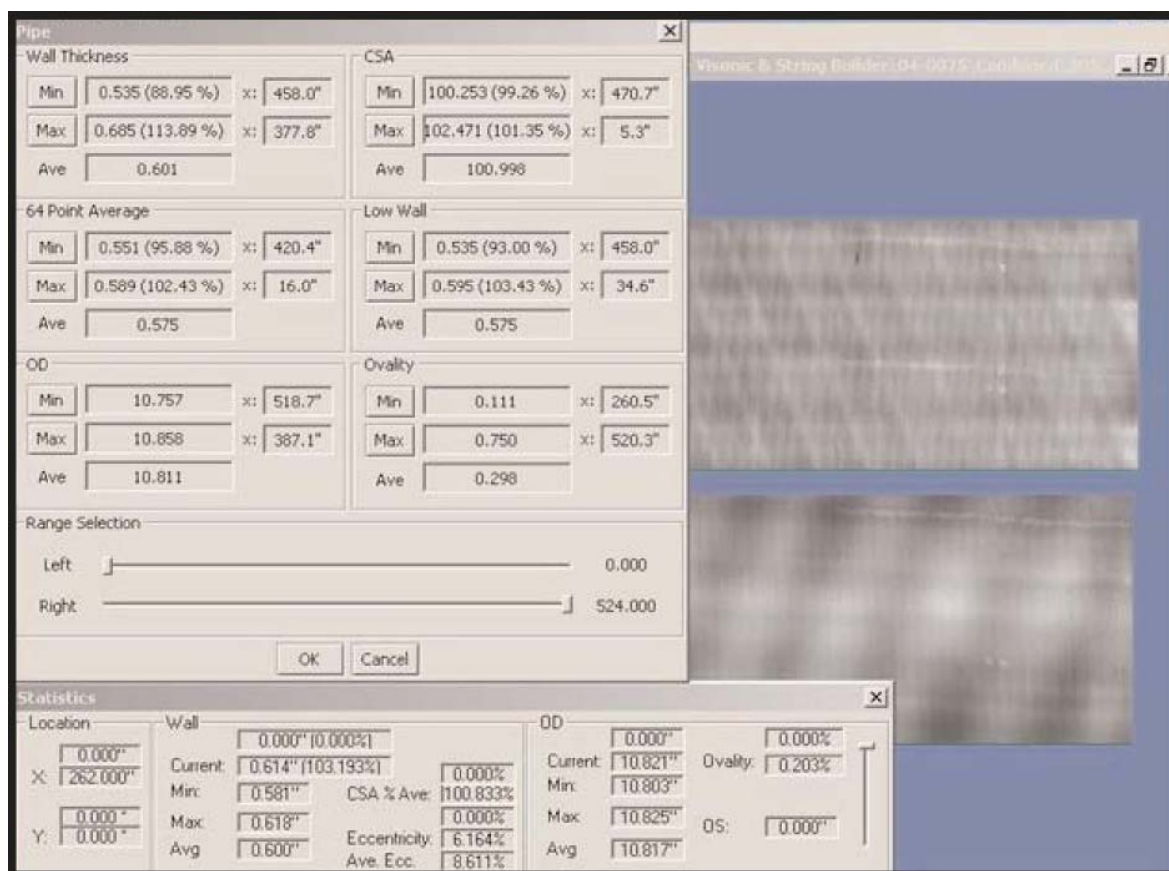 Pipe
Visonic & String Builder
Wall Thickness
CSA
Min 0.535 (88.95 %) x: 458.0" Min 100.253 (99.26 %) x: 470.7"
Max 0.685 (113.89 %) x: 377.8" Max 102.471 (101.35 %) x: 5.3"
Ave 0.601 Ave 100.998
64 Point Average
Low Wall
Min 0.551 (95.88 %) x: 420.4" Min 0.535 (93.00 %) x: 458.0"
Max 0.589 (102.43 %) x: 16.0" Max 0.595 (103.43 %) x: 34.6"
Ave 0.575 Ave 0.575
OD
Ovality
Min 10.757 x: 518.7" Min 0.111 x: 260.5"
Max 10.858 x: 387.1" Max 0.750 x: 520.3"
Ave 10.811 Ave 0.298
Range Selection
Left 0.000
Right 524.000
OK Cancel
Statistics
Location
X: 0.000"
262.000"
Y: 0.000 °
0.000 °
Wall
0.000" (0.000%)
Current: 0.614" (103.193%)
Min: 0.581"
Max: 0.618"
Avg 0.600"
0.000%
CSA % Ave: 100.833%
0.000%
Eccentricity: 6.164%
Ave. Ecc. 8.611%
OD
0.000"
Current: 10.821"
Min: 10.803"
Max 10.825"
Avg 10.817"
0.000%
Ovality: 0.203%
OS: 0.000"